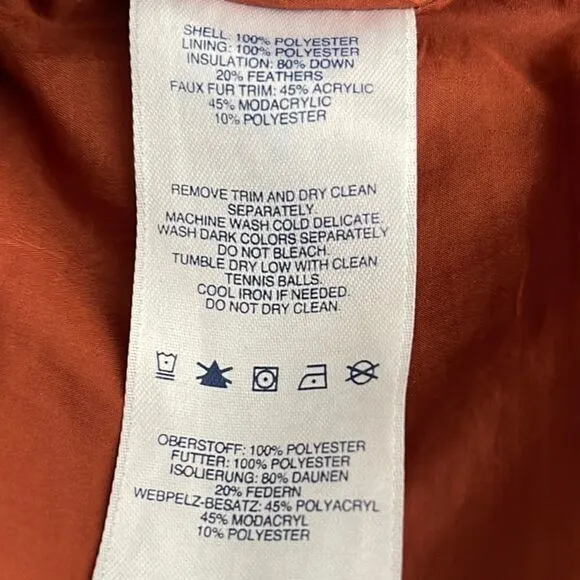 SHELL: 100% POLYESTER
LINING: 100% POLYESTER
INSULATION: 80% DOWN
20% FEATHERS
FAUX FUR TRIM: 45% ACRYLIC
45% MODACRYLIC
10% POLYESTER
REMOVE TRIM AND DRY CLEAN
SEPARATELY.
MACHINE WASH COLD DELICATE.
WASH DARK COLORS SEPARATELY
DO NOT BLEACH.
TUMBLE DRY LOW WITH CLEAN
TENNIS BALLS.
COOL IRON IF NEEDED.
DO NOT DRY CLEAN.
OBERSTOFF: 100% POLYESTER
FUTTER: 100% POLYESTER
ISOLIERUNG: 80% DAUNEN
20% FEDERN
WEBPELZ-BESATZ: 45% POLYACRYL
45% MODACRYL
10% POLYESTER